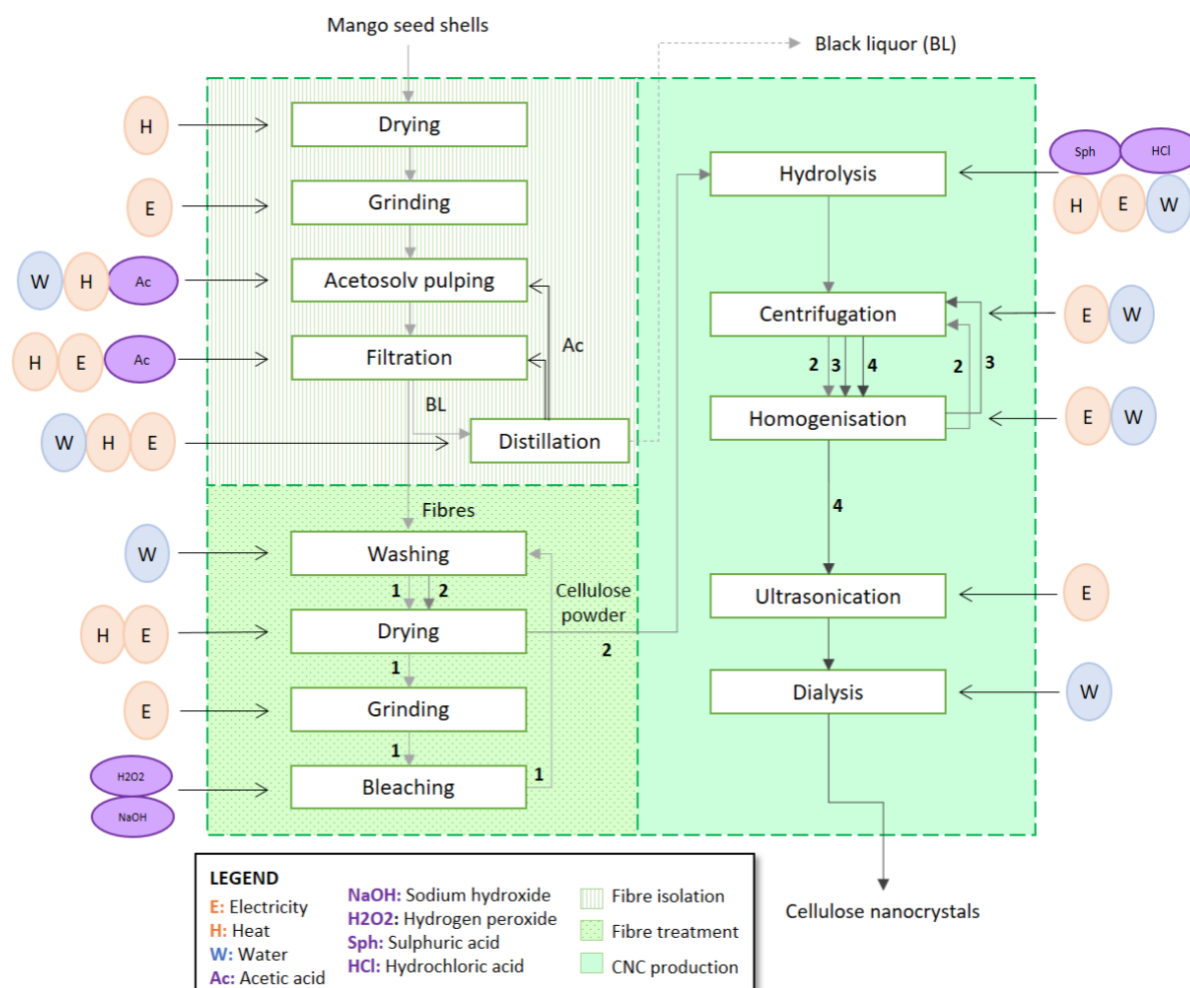 Mango seed shells
Black liquor (BL)
H
Drying
E
Grinding
W H Ac
Acetosolv pulping
H E Ac
Filtration
Ac
BL
W H E
Distillation
Fibres
W
Washing
1 2
Cellulose
powder
H E
Drying
2
1
E
Grinding
1
H2O2
NaOH
Bleaching
1
Sph HCl
Hydrolysis
H E W
Centrifugation
E W
2 3 4 2 3
Homogenisation
E W
4
Ultrasonication
E
Dialysis
W
Cellulose nanocrystals
LEGEND
E: Electricity
H: Heat
W: Water
Ac: Acetic acid
NaOH: Sodium hydroxide
H2O2: Hydrogen peroxide
Sph: Sulphuric acid
HCl: Hydrochloric acid
Fibre isolation
Fibre treatment
CNC production